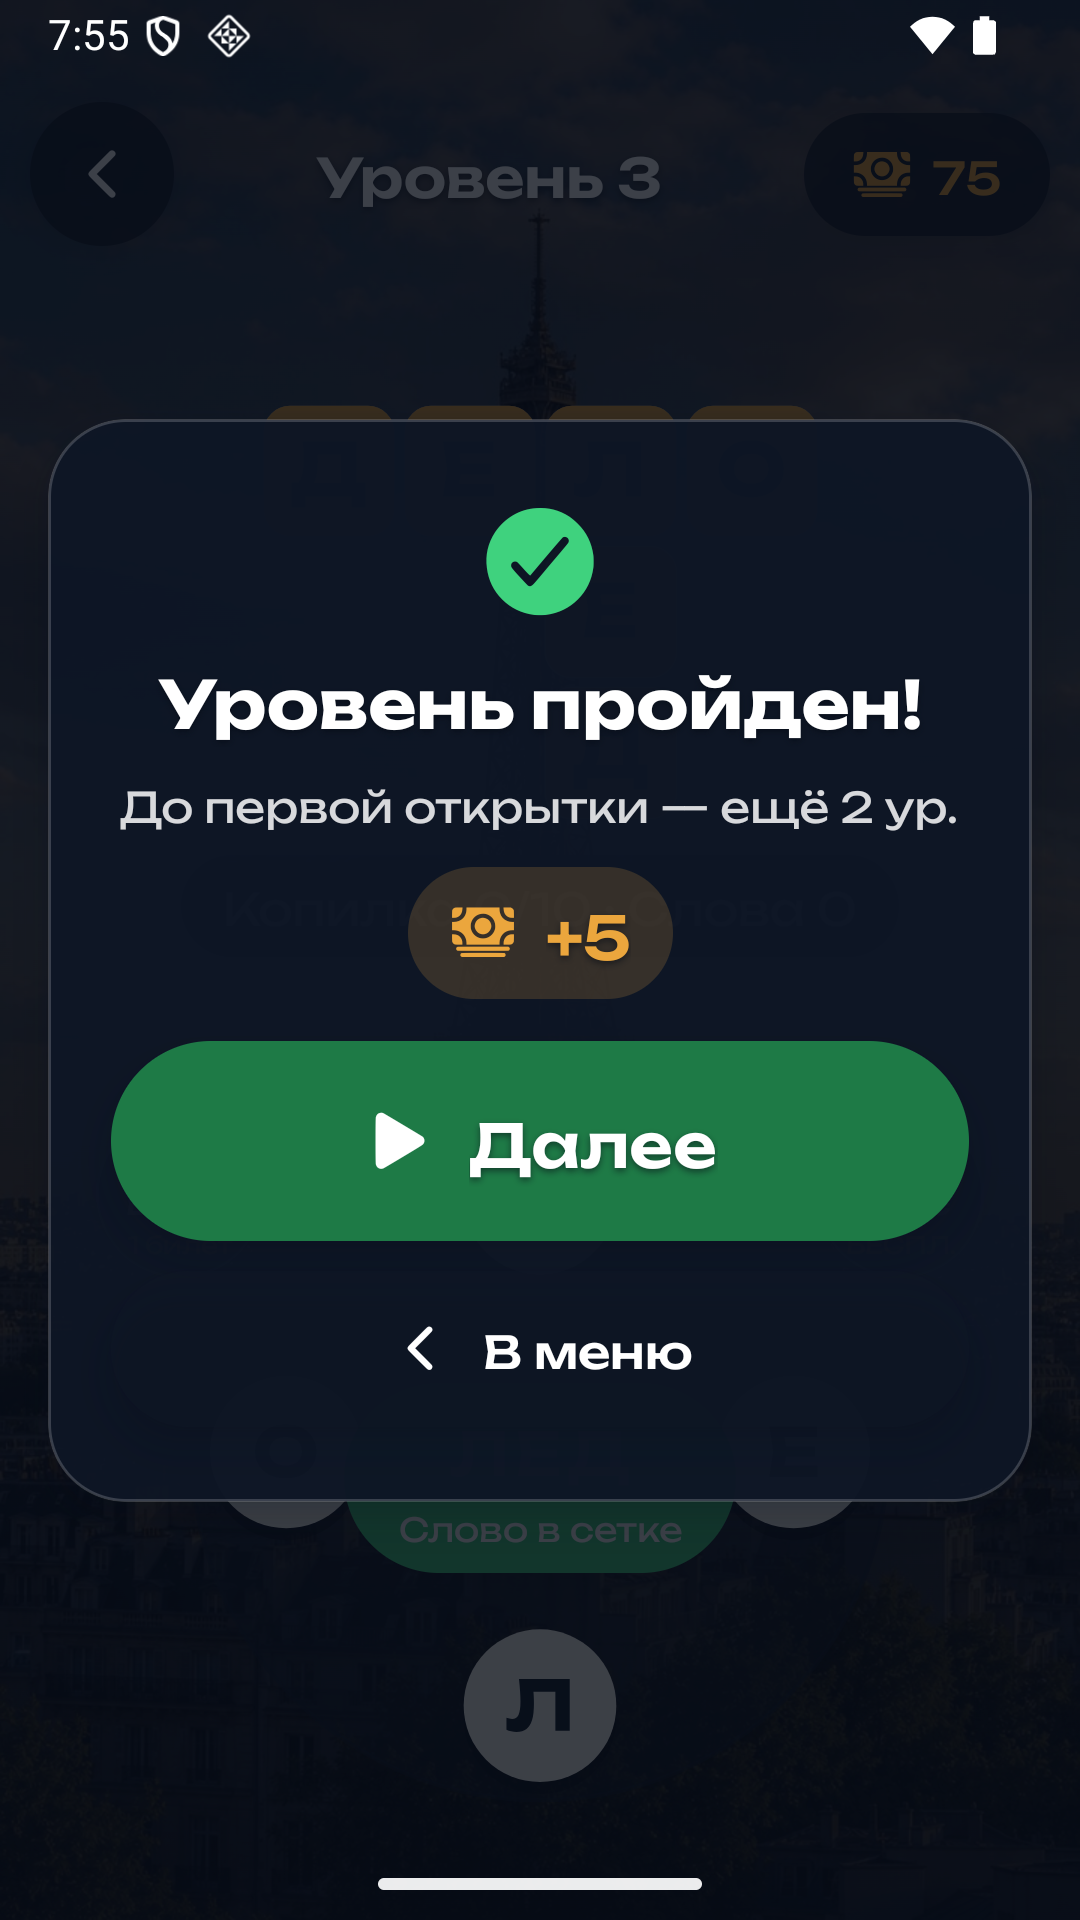 7:55
Уровень 3
75
Д Е Л О
Е
Д
Уровень пройден!
До первой открытки — ещё 2 ур.
+5
Далее
В меню
О
Е
Слово в сетке
Л